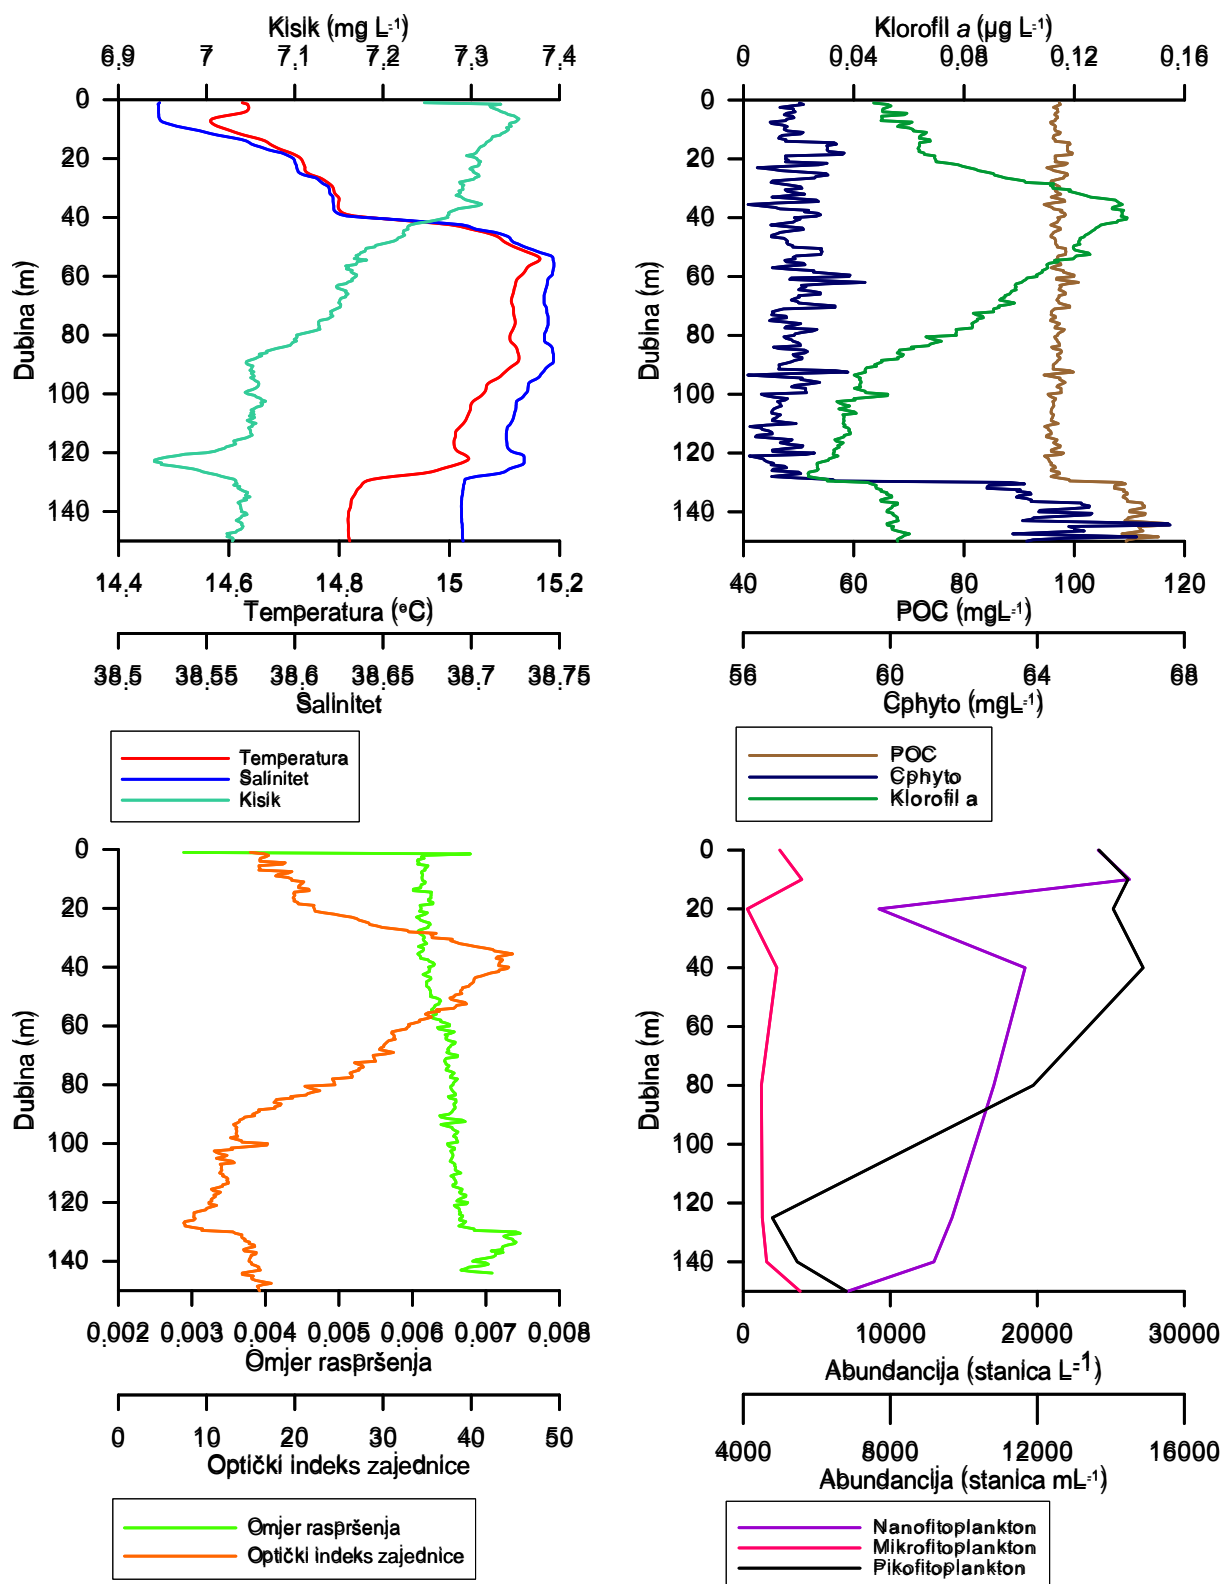 Kisik (mg L-1)
6.9 7 7.1 7.2 7.3 7.4
0
20
40
60
80
100
120
140
Dubina (m)
14.4 14.6 14.8 15 15.2
Temperatura (°C)
38.5 38.55 38.6 38.65 38.7 38.75
Salinitet
Temperatura
Salinitet
Kisik
Klorofil a (µg L-1)
0 0.04 0.08 0.12 0.16
0
20
40
60
80
100
120
140
Dubina (m)
40 60 80 100 120
POC (mgL-1)
56 60 64 68
Cphyto (mgL-1)
POC
Cphyto
Klorofil a
0
20
40
60
80
100
120
140
Dubina (m)
0.002 0.003 0.004 0.005 0.006 0.007 0.008
Omjer raspršenja
0 10 20 30 40 50
Optički indeks zajednice
Omjer raspršenja
Optički indeks zajednice
0
20
40
60
80
100
120
140
Dubina (m)
0 10000 20000 30000
Abundancija (stanica L-1)
4000 8000 12000 16000
Abundancija (stanica mL-1)
Nanofitoplankton
Mikrofitoplankton
Pikofitoplankton